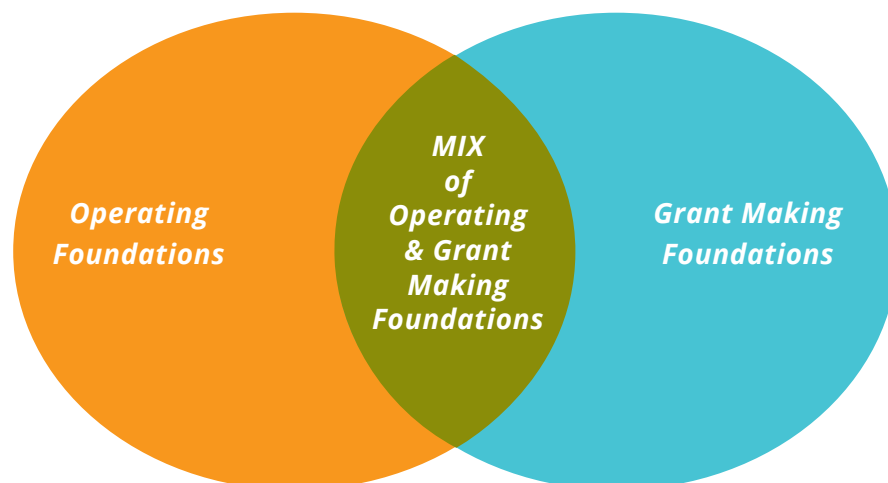 Operating
Foundations
MIX
of
Operating
& Grant
Making
Foundations
Grant Making
Foundations